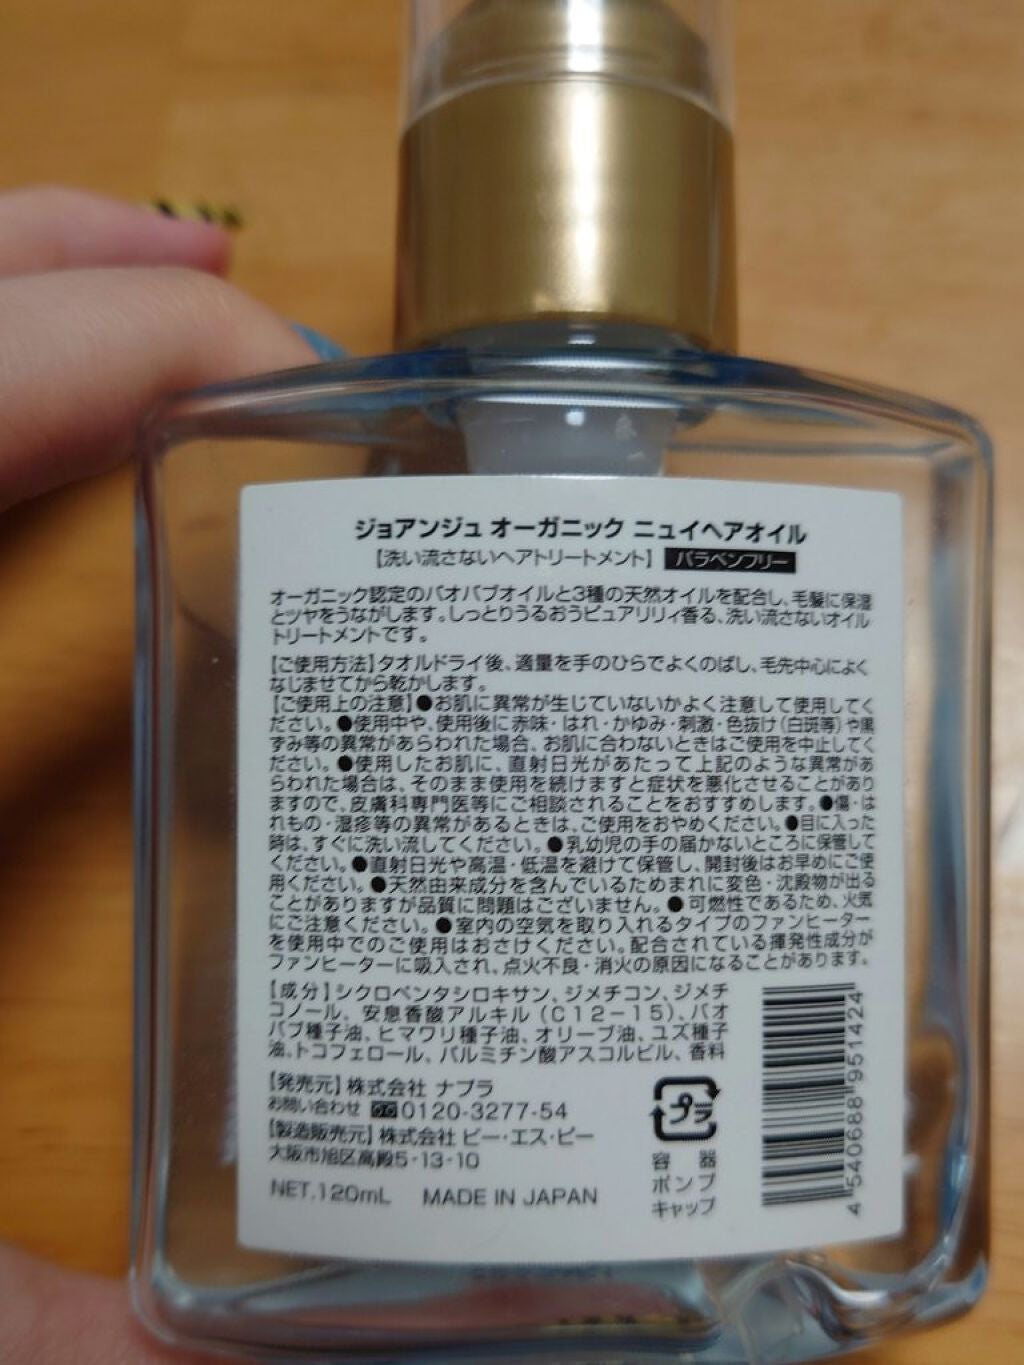 ジョアンジュ オーガニック ニュイヘアオイル
【洗い流さないヘアトリートメント】 パラベンフリー
オーガニック認定のバオバブオイルと3種の天然オイルを配合し、毛髪に保湿
とツヤをうながします。しっとりうるおうピュアリリィ香る、洗い流さないオイル
トリートメントです。
【ご使用方法】タオルドライ後、適量を手のひらでよくのばし、毛先中心によく
なじませてから乾かします。
【ご使用上の注意】●お肌に異常が生じていないかよく注意して使用してく
ださい。●使用中や、使用後に赤味・はれ・かゆみ・刺激・色抜け(白斑等)や黒
ずみ等の異常があらわれた場合、お肌に合わないときはご使用を中止してく
ださい。●使用したお肌に、直射日光があたって上記のような異常があ
らわれた場合は、そのまま使用を続けますと症状を悪化させることがあり
ますので、皮膚科専門医等にご相談されることをおすすめします。●傷・は
れもの・湿疹等の異常があるときは、ご使用をおやめください。●目に入った
時は、すぐに洗い流してください。●乳幼児の手の届かないところに保管して
ください。●直射日光や高温・低温を避けて保管し、開封後はお早めにご使
用ください。●天然由来成分を含んでいるためまれに変色・沈殿物が出る
ことがありますが品質に問題はございません。●可燃性であるため、火気
にご注意ください。●室内の空気を取り入れるタイプのファンヒーター
を使用中でのご使用はおさけください。配合されている揮発性成分が
ファンヒーターに吸入され、点火不良・消火の原因になることがあります。
【成分】シクロペンタシロキサン、ジメチコン、ジメチ
コノール、安息香酸アルキル(C12-15)、バオ
バブ種子油、ヒマワリ種子油、オリーブ油、ユズ種子
油、トコフェロール、パルミチン酸アスコルビル、香料
【発売元】株式会社 ナプラ
お問い合わせ 0120-3277-54
【製造販売元】株式会社 ビー・エス・ピー
大阪市旭区高殿5-13-10
NET.120mL MADE IN JAPAN
プラ
容器
ポンプ
キャップ
4540688951424